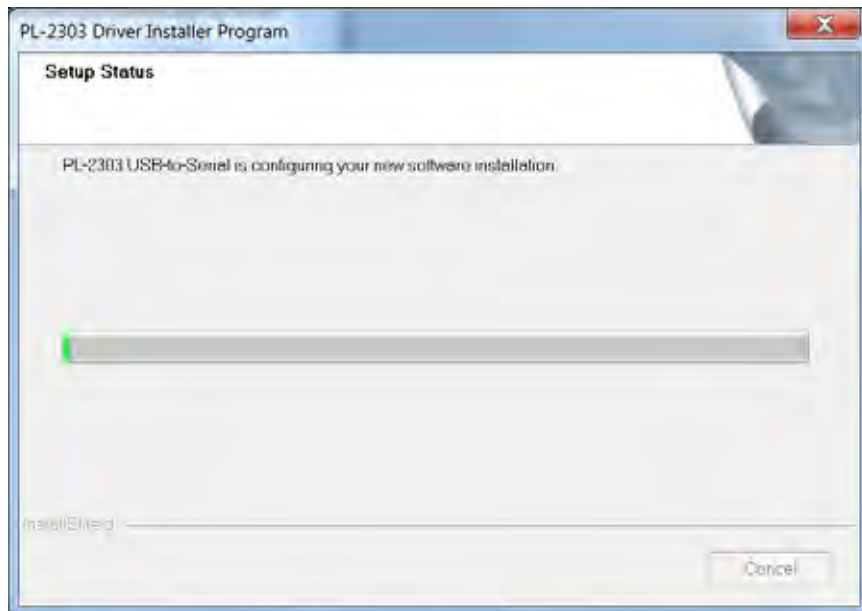 PL-2303 Driver Installer Program
Setup Status
PL-2303 USB-to-Serial is configuring your new software installation.
InstallShield
Cancel